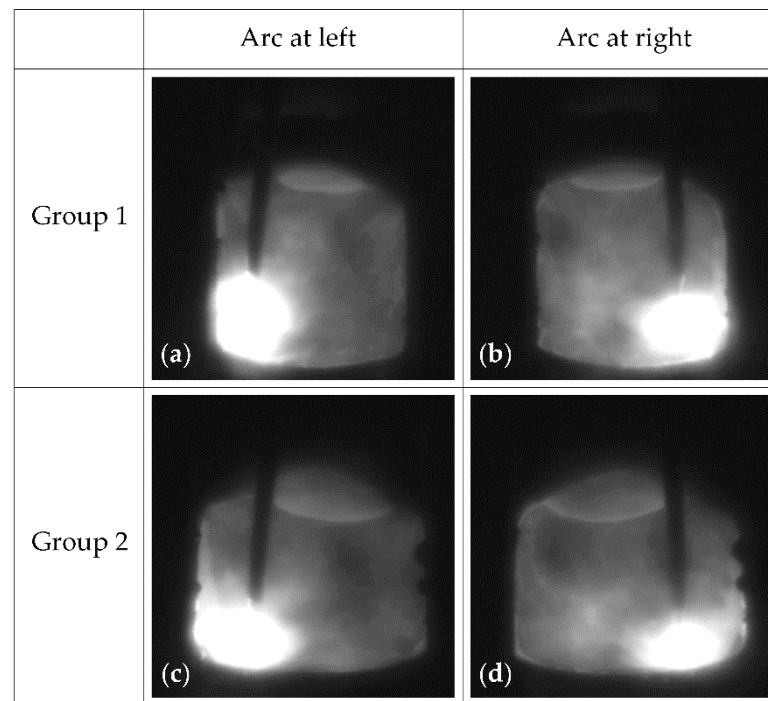 Arc at left
Arc at right
Group 1
(a)
(b)
Group 2
(c)
(d)